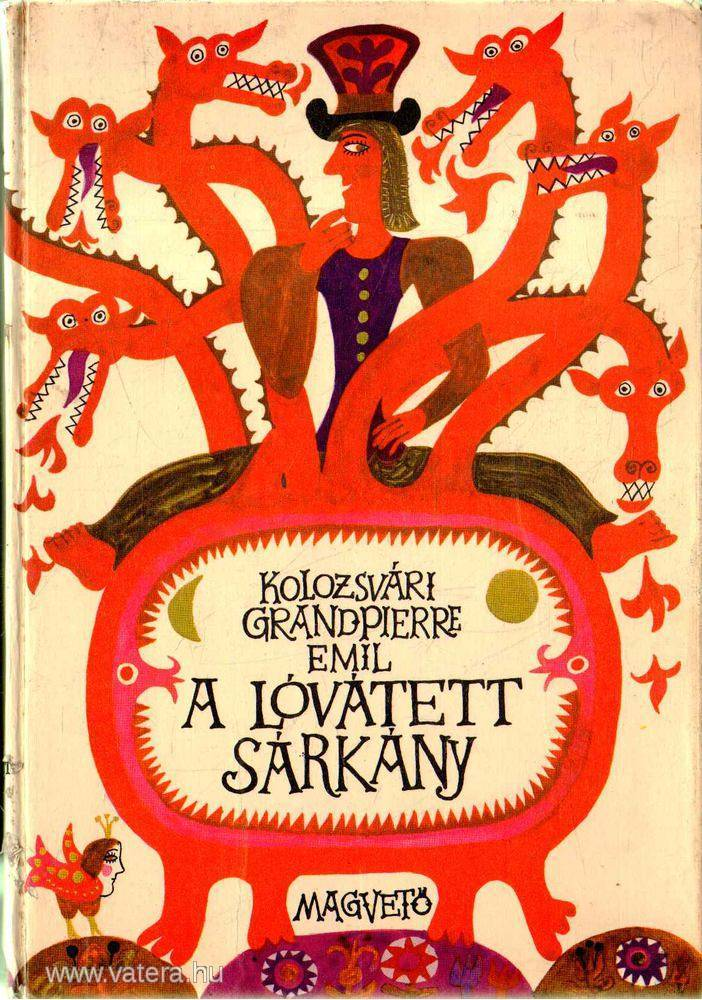 KOLOZSVÁRI
GRANDPIERRE
EMIL
A LÓVÁTETT
SÁRKÁNY
MAGVETŐ
www.vatera.hu